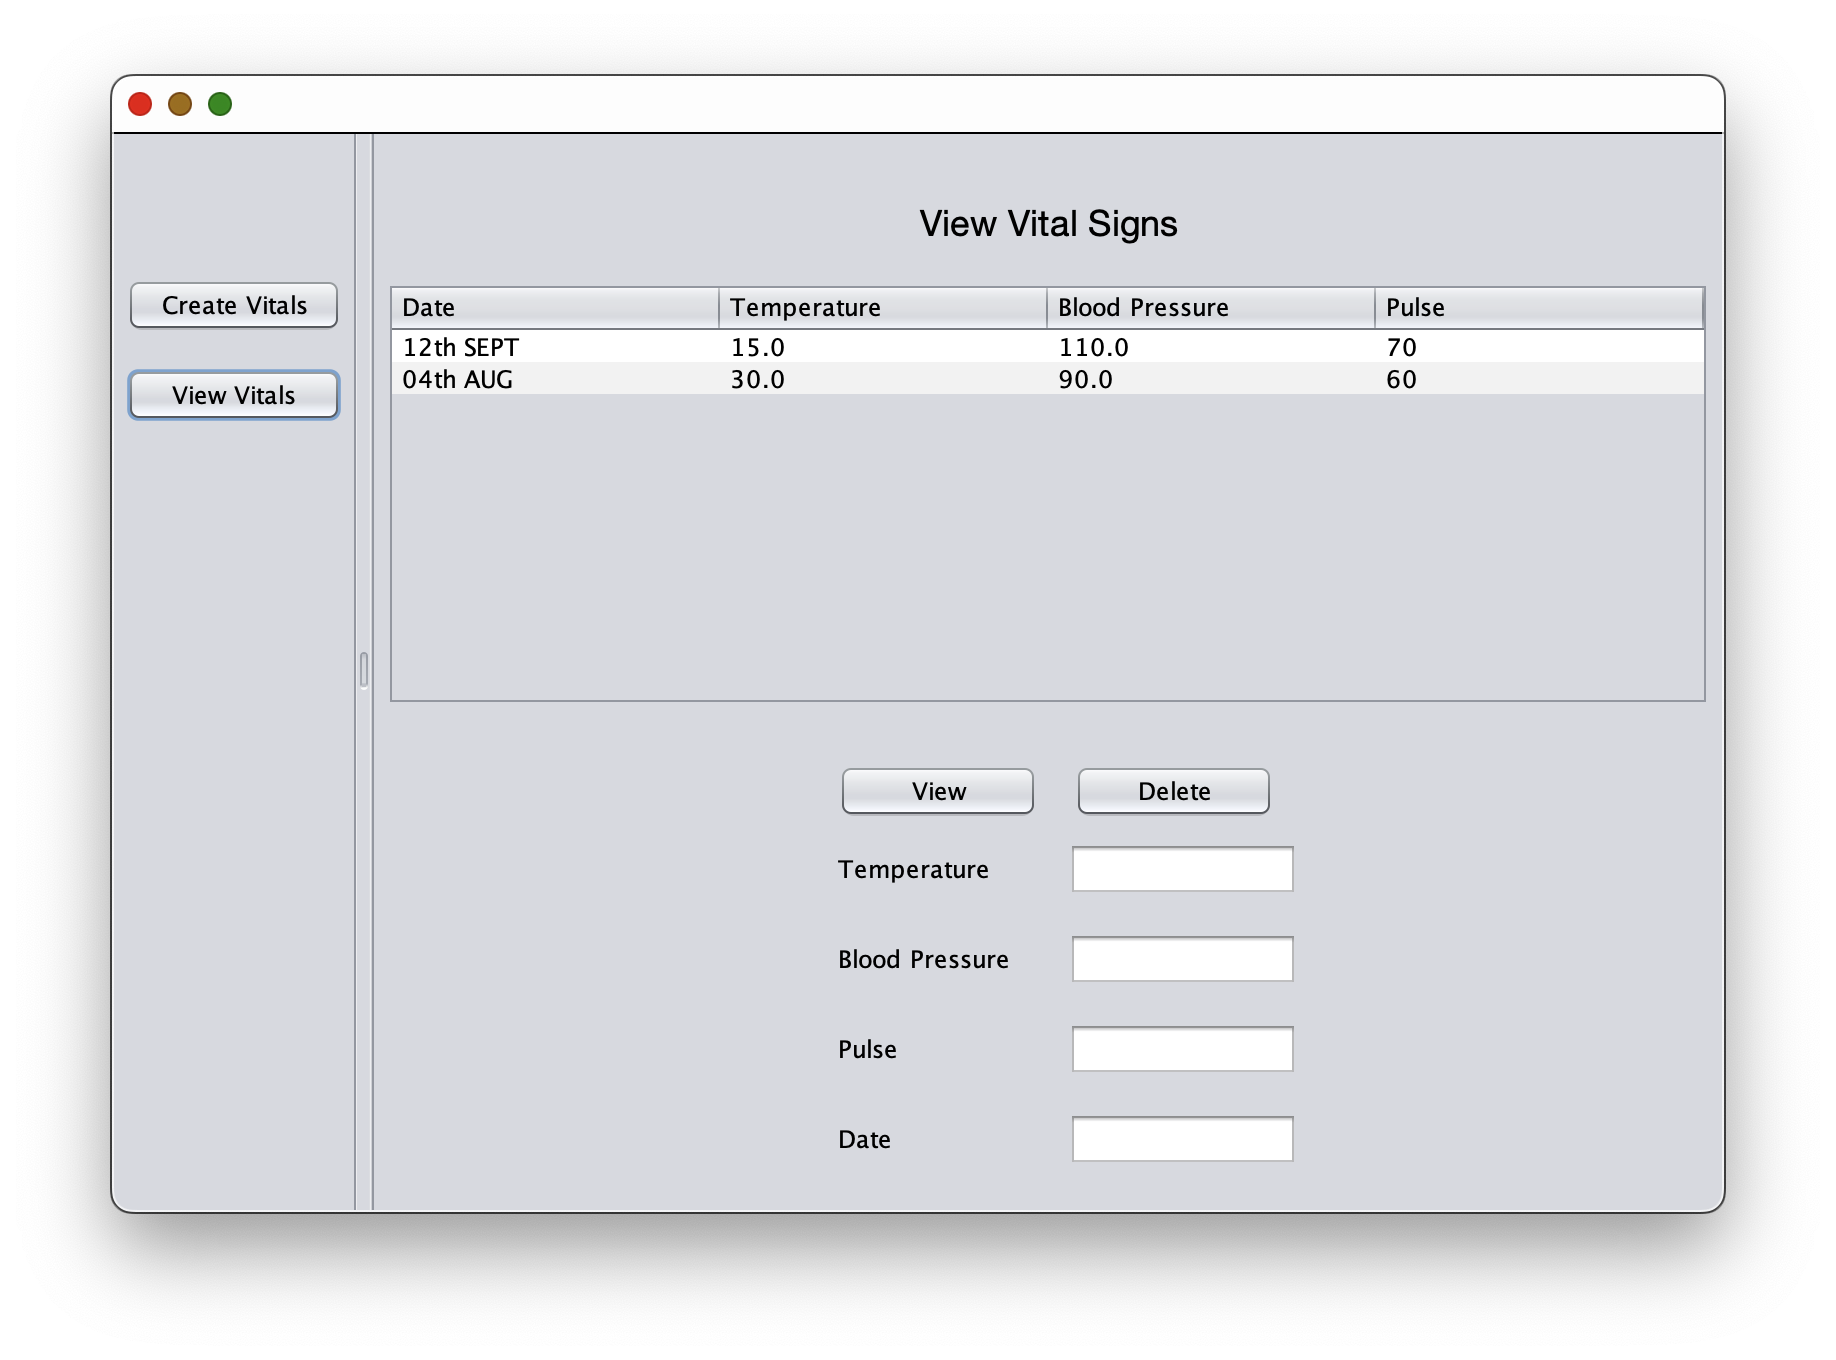 View Vital Signs
Create Vitals
View Vitals
Date Temperature Blood Pressure Pulse
12th SEPT 15.0 110.0 70
04th AUG 30.0 90.0 60
View Delete
Temperature
Blood Pressure
Pulse
Date